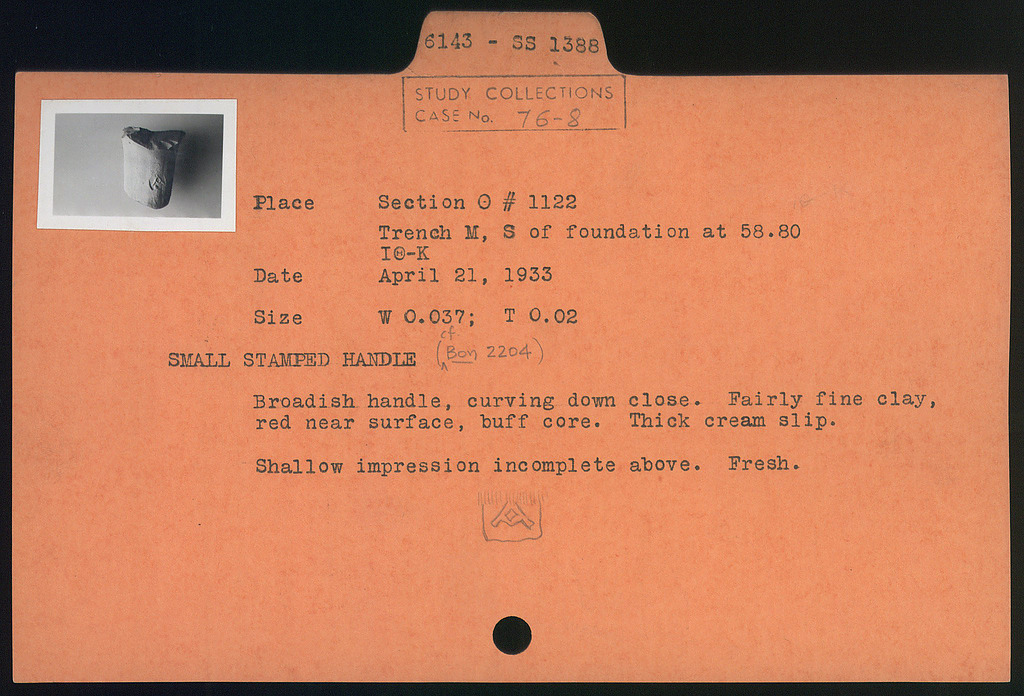 6143 - SS 1388
STUDY COLLECTIONS
CASE No. 76-8
Place Section Θ # 1122
Trench M, S of foundation at 58.80
IΘ-K
Date April 21, 1933
Size W 0.037; T 0.02
SMALL STAMPED HANDLE (cf Bon 2204)
Broadish handle, curving down close. Fairly fine clay,
red near surface, buff core. Thick cream slip.
Shallow impression incomplete above. Fresh.